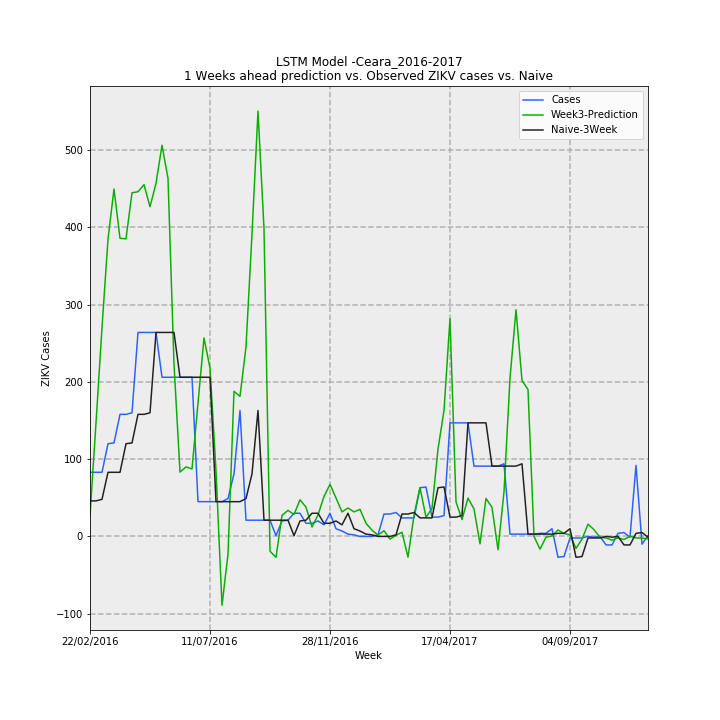 LSTM Model -Ceara_2016-2017
1 Weeks ahead prediction vs. Observed ZIKV cases vs. Naive
Cases
Week3-Prediction
Naive-3Week
500
400
300
200
100
0
−100
ZIKV Cases
22/02/2016
11/07/2016
28/11/2016
17/04/2017
04/09/2017
Week